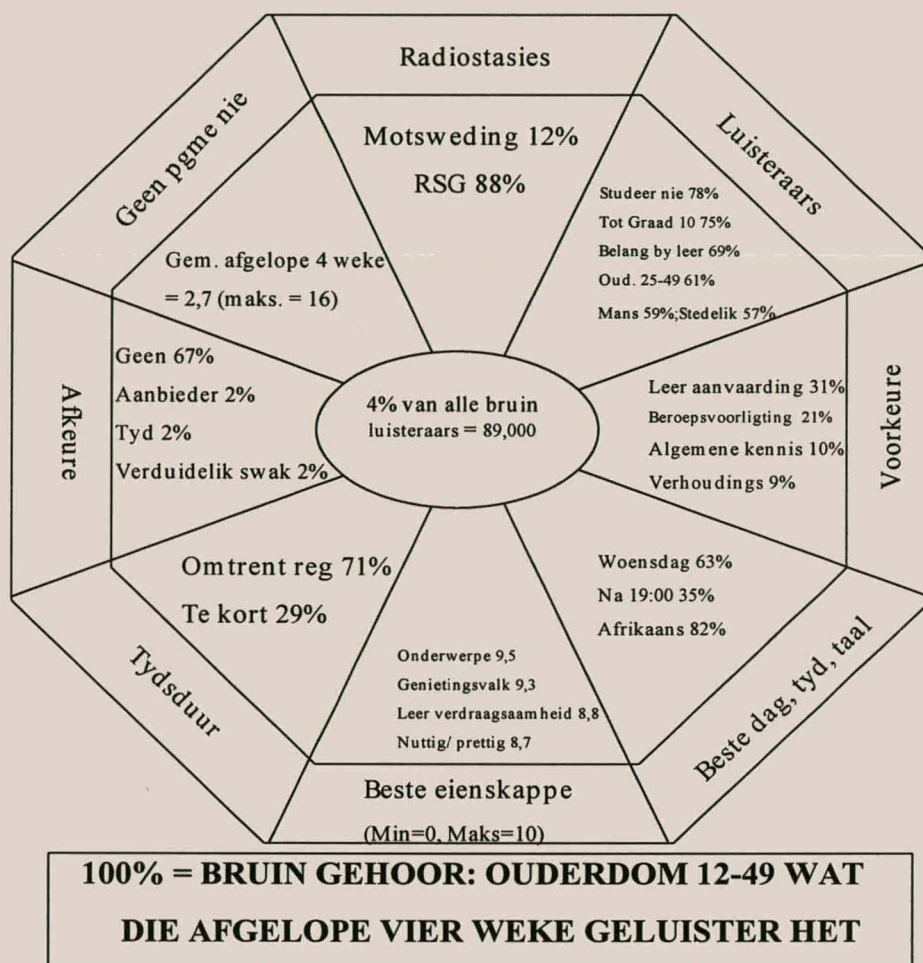 Radiostasies
Motsweding 12%
RSG 88%
Luisteraars
Studeer nie 78%
Tot Graad 10 75%
Belang by leer 69%
Oud. 25-49 61%
Mans 59%;Stedelik 57%
Voorkeure
Leer aanvaarding 31%
Beroepsvoorligting 21%
Algemene kennis 10%
Verhoudings 9%
Beste dag, tyd, taal
Woensdag 63%
Na 19:00 35%
Afrikaans 82%
Beste eienskappe
(Min=0, Maks=10)
Onderwerpe 9,5
Genietingsvalk 9,3
Leer verdraagsaamheid 8,8
Nuttig/ prettig 8,7
Tydsduur
Omtrent reg 71%
Te kort 29%
Afkeure
Geen 67%
Aanbieder 2%
Tyd 2%
Verduidelik swak 2%
Geen pgme nie
Gem. afgelope 4 weke
= 2,7 (maks. = 16)
4% van alle bruin
luisteraars = 89,000
100% = BRUIN GEHOOR: OUDERDOM 12-49 WAT
DIE AFGELOPE VIER WEKE GELUISTER HET